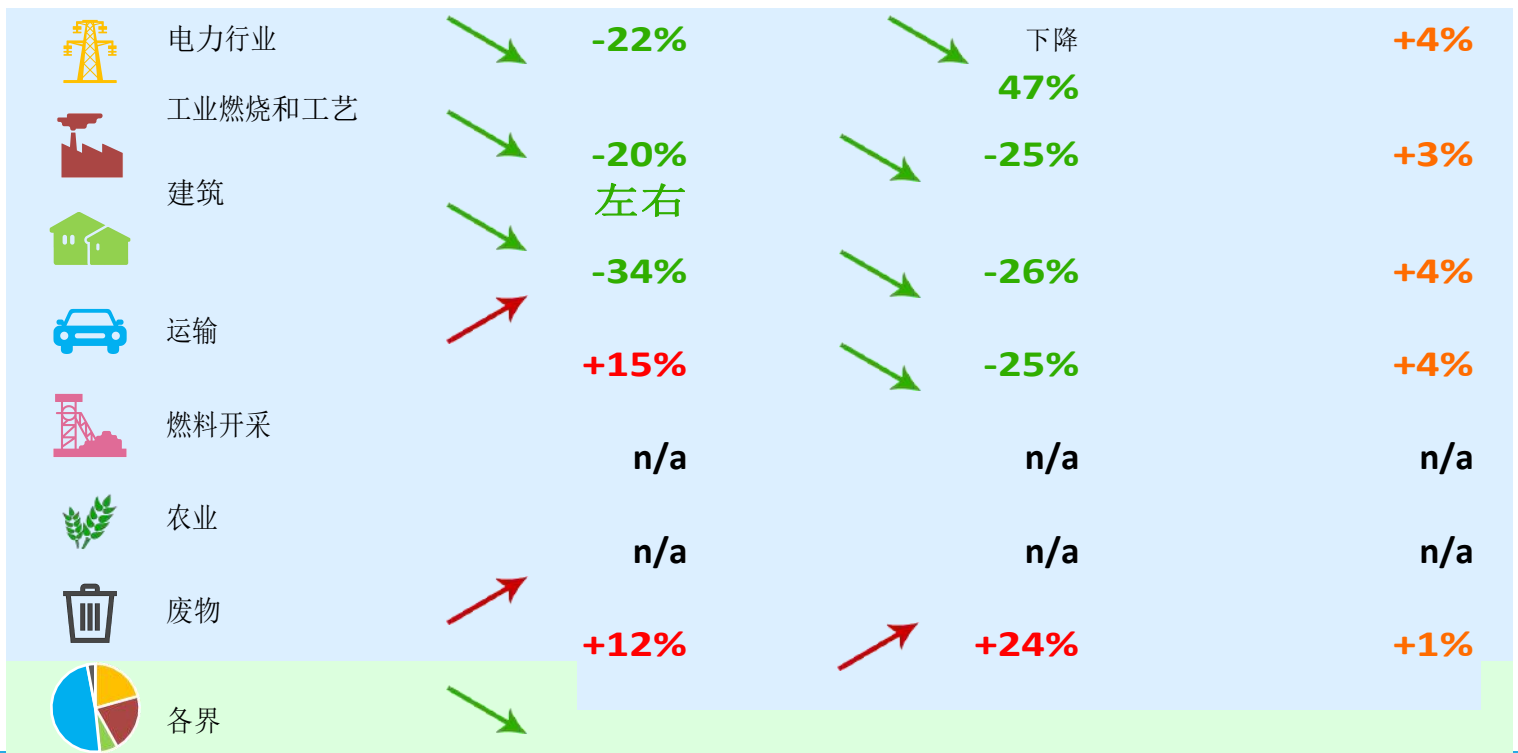 电力行业 -22% 下降 +4%
47%
工业燃烧和工艺
-20% -25% +3%
建筑 左右
-34% -26% +4%
运输
+15% -25% +4%
燃料开采
n/a n/a n/a
农业
n/a n/a n/a
废物
+12% +24% +1%
各界